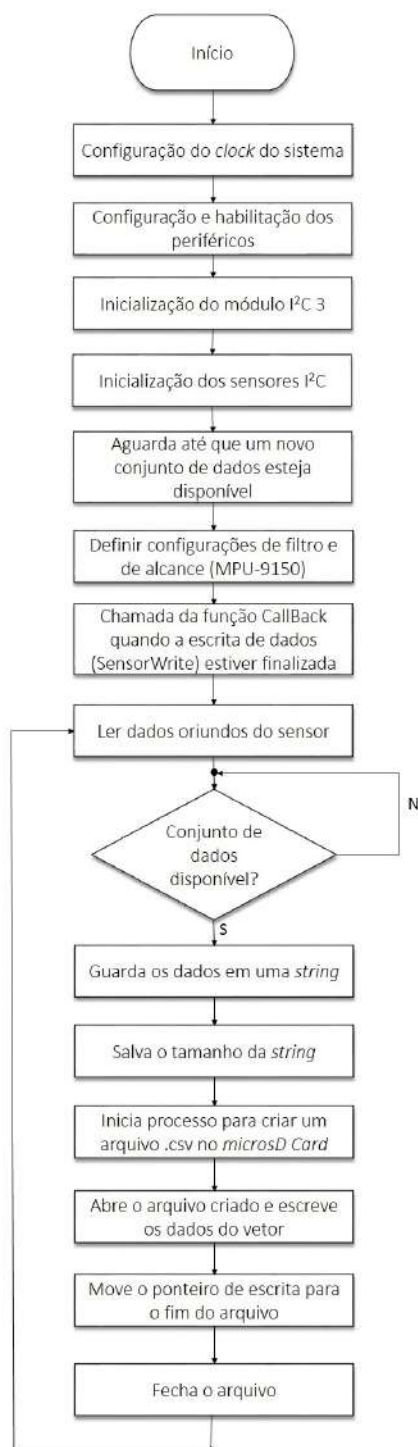 Início
Configuração do clock do sistema
Configuração e habilitação dos
periféricos
Inicialização do módulo I²C 3
Inicialização dos sensores I²C
Aguarda até que um novo
conjunto de dados esteja
disponível
Definir configurações de filtro e
de alcance (MPU-9150)
Chamada da função CallBack
quando a escrita de dados
(SensorWrite) estiver finalizada
Ler dados oriundos do sensor
N
Conjunto de
dados
disponível?
S
Guarda os dados em uma string
Salva o tamanho da string
Inicia processo para criar um
arquivo .csv no microsD Card
Abre o arquivo criado e escreve
os dados do vetor
Move o ponteiro de escrita para
o fim do arquivo
Fecha o arquivo